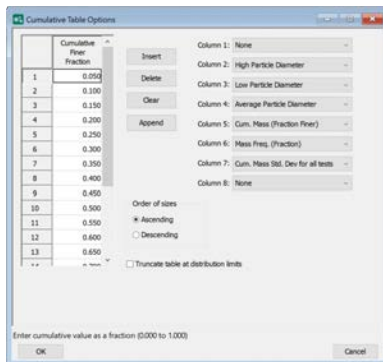 Cumulative Table Options
Cumulative
Finer
Fraction
1 0.050
2 0.100
3 0.150
4 0.200
5 0.250
6 0.300
7 0.350
8 0.400
9 0.450
10 0.500
11 0.550
12 0.600
13 0.650
Insert
Delete
Clear
Append
Column 1: None
Column 2: High Particle Diameter
Column 3: Low Particle Diameter
Column 4: Average Particle Diameter
Column 5: Cum. Mass (Fraction Finer)
Column 6: Mass Freq. (Fraction)
Column 7: Cum. Mass Std. Dev for all tests
Column 8: None
Order of sizes
Ascending
Descending
Truncate table at distribution limits
Enter cumulative value as a fraction (0.000 to 1.000)
OK
Cancel